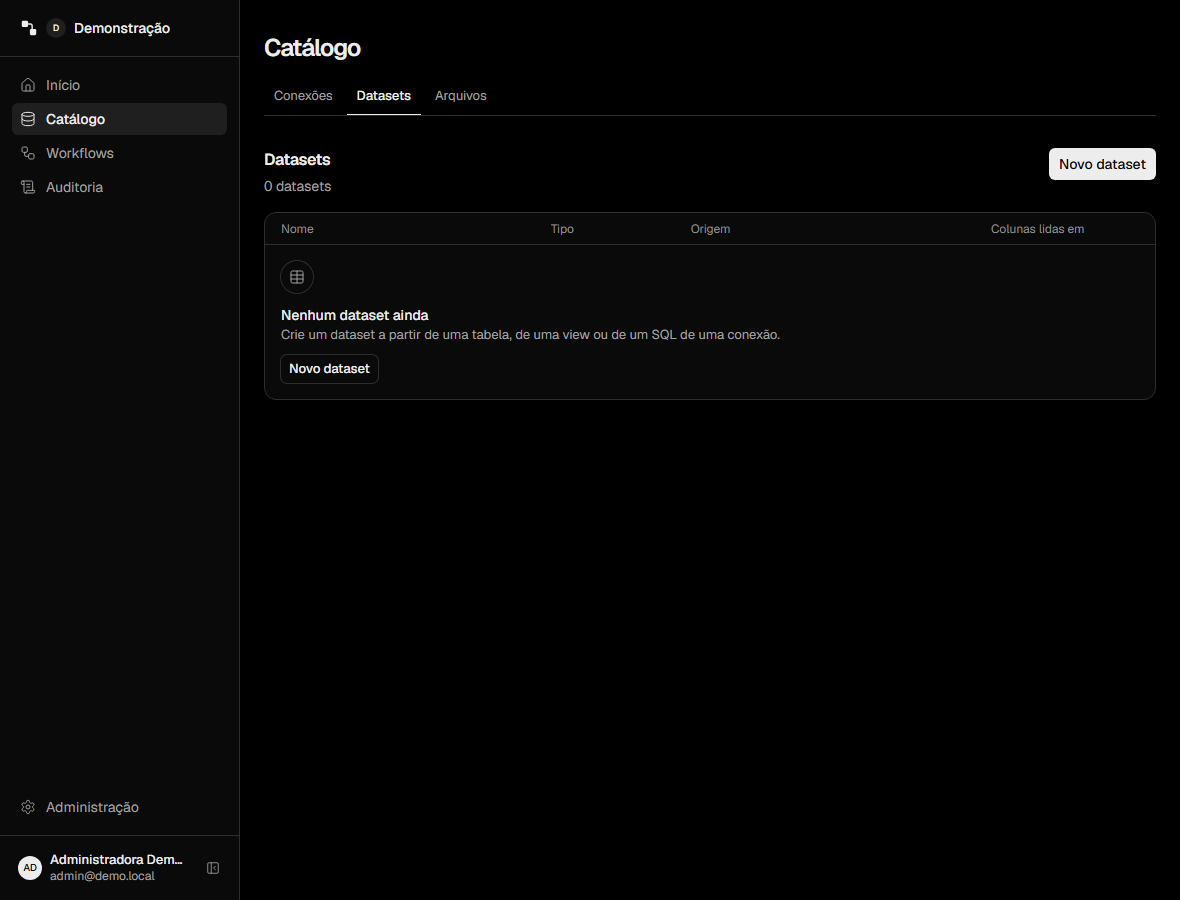 D Demonstração
Início
Catálogo
Workflows
Auditoria
Administração
AD
Administradora Dem...
admin@demo.local
Catálogo
Conexões Datasets Arquivos
Datasets
0 datasets
Novo dataset
Nome Tipo Origem Colunas lidas em
Nenhum dataset ainda
Crie um dataset a partir de uma tabela, de uma view ou de um SQL de uma conexão.
Novo dataset